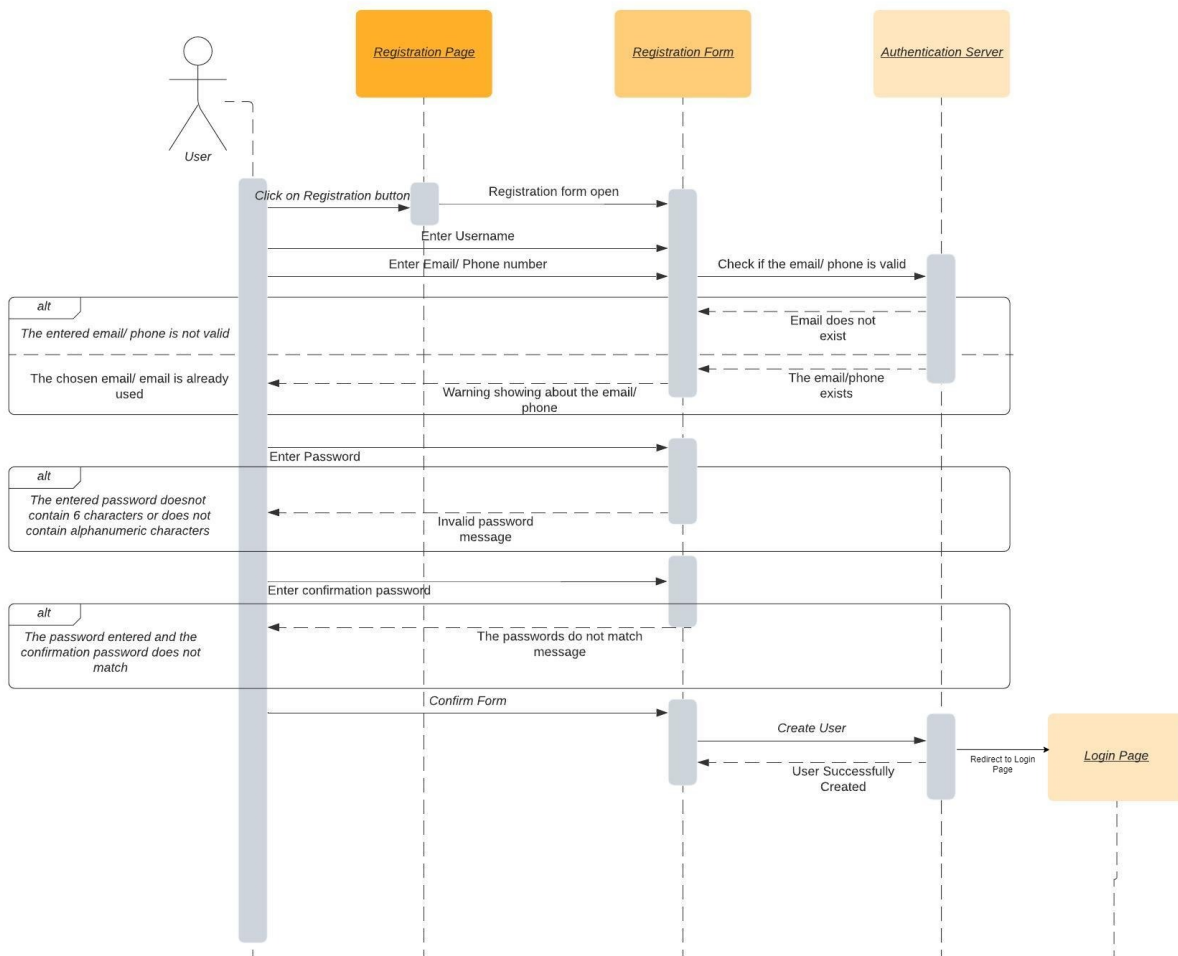 Registration Page
Registration Form
Authentication Server
User
Click on Registration button
Registration form open
Enter Username
Enter Email/ Phone number
Check if the email/ phone is valid
alt
The entered email/ phone is not valid
Email does not
exist
The chosen email/ email is already
used
The email/phone
exists
Warning showing about the email/
phone
Enter Password
alt
The entered password doesnot
contain 6 characters or does not
contain alphanumeric characters
Invalid password
message
Enter confirmation password
alt
The password entered and the
confirmation password does not
match
The passwords do not match
message
Confirm Form
Create User
User Successfully
Created
Redirect to Login
Page
Login Page